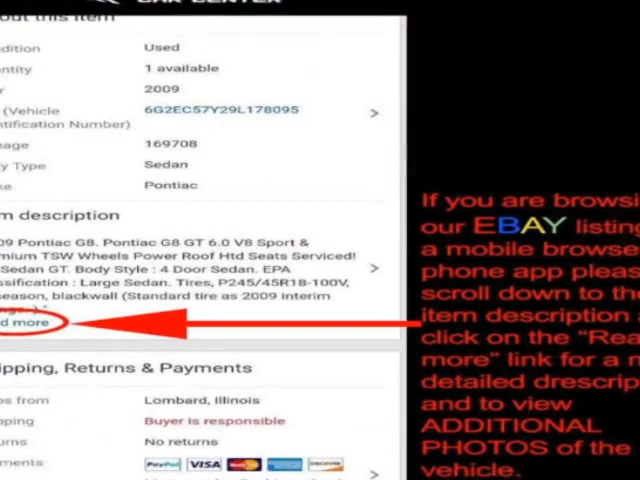 CAR CENTER
out this item
dition Used
ntity 1 available
r 2009
(Vehicle 6G2EC57Y29L178095
ntification Number)
eage 169708
y Type Sedan
ke Pontiac
m description
09 Pontiac G8. Pontiac G8 GT 6.0 V8 Sport &
mium TSW Wheels Power Roof Htd Seats Serviced!
Sedan GT. Body Style : 4 Door Sedan. EPA
ssification : Large Sedan. Tires, P245/45R18-100V,
season, blackwall (Standard tire as 2009 interim
d more
ipping, Returns & Payments
s from Lombard, Illinois
pping Buyer is responsible
urns No returns
ments PayPal VISA DISCOVER
If you are browsi
our EBAY listing
a mobile browse
phone app pleas
scroll down to the
item description a
click on the "Rea
more" link for a m
detailed drescrip
and to view
ADDITIONAL
PHOTOS of the
vehicle.